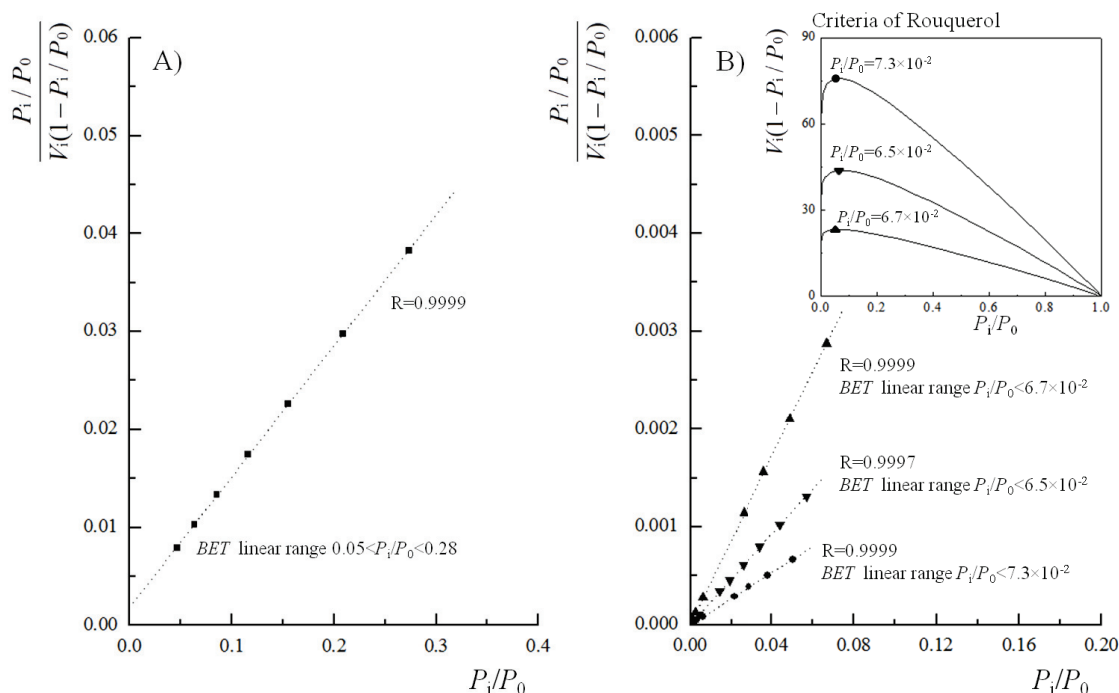 A)
Pᵢ / P₀
Vᵢ(1 − Pᵢ / P₀)
0.06
0.05
0.04
0.03
0.02
0.01
0.00
R=0.9999
BET linear range 0.05<Pᵢ/P₀<0.28
0.0
0.1
0.2
0.3
0.4
Pᵢ/P₀
B)
Pᵢ / P₀
Vᵢ(1 − Pᵢ / P₀)
0.006
0.005
0.004
0.003
0.002
0.001
0.000
Criteria of Rouquerol
Vᵢ(1 − Pᵢ / P₀)
90
60
30
0
Pᵢ/P₀=7.3×10⁻²
Pᵢ/P₀=6.5×10⁻²
Pᵢ/P₀=6.7×10⁻²
0.0
0.2
0.4
0.6
0.8
1.0
Pᵢ/P₀
R=0.9999
BET linear range Pᵢ/P₀<6.7×10⁻²
R=0.9997
BET linear range Pᵢ/P₀<6.5×10⁻²
R=0.9999
BET linear range Pᵢ/P₀<7.3×10⁻²
0.00
0.04
0.08
0.12
0.16
0.20
Pᵢ/P₀